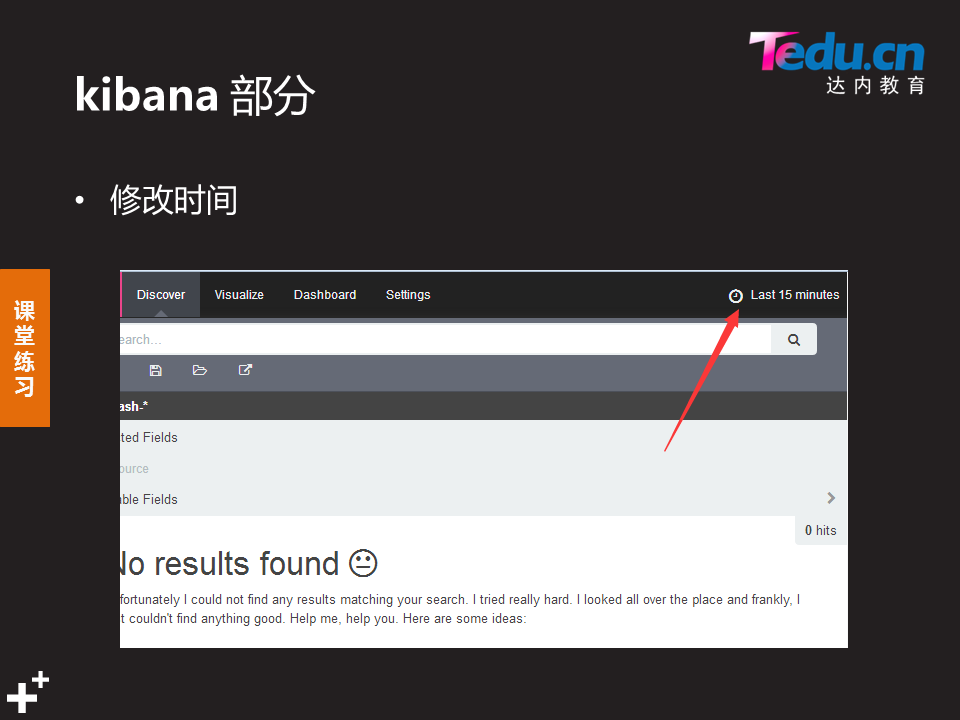 Tedu.cn
达内教育
kibana 部分
• 修改时间
课堂练习
Discover Visualize Dashboard Settings Last 15 minutes
earch...
ash-*
ted Fields
ource
ble Fields
0 hits
No results found
fortunately I could not find any results matching your search. I tried really hard. I looked all over the place and frankly, I
t couldn't find anything good. Help me, help you. Here are some ideas: